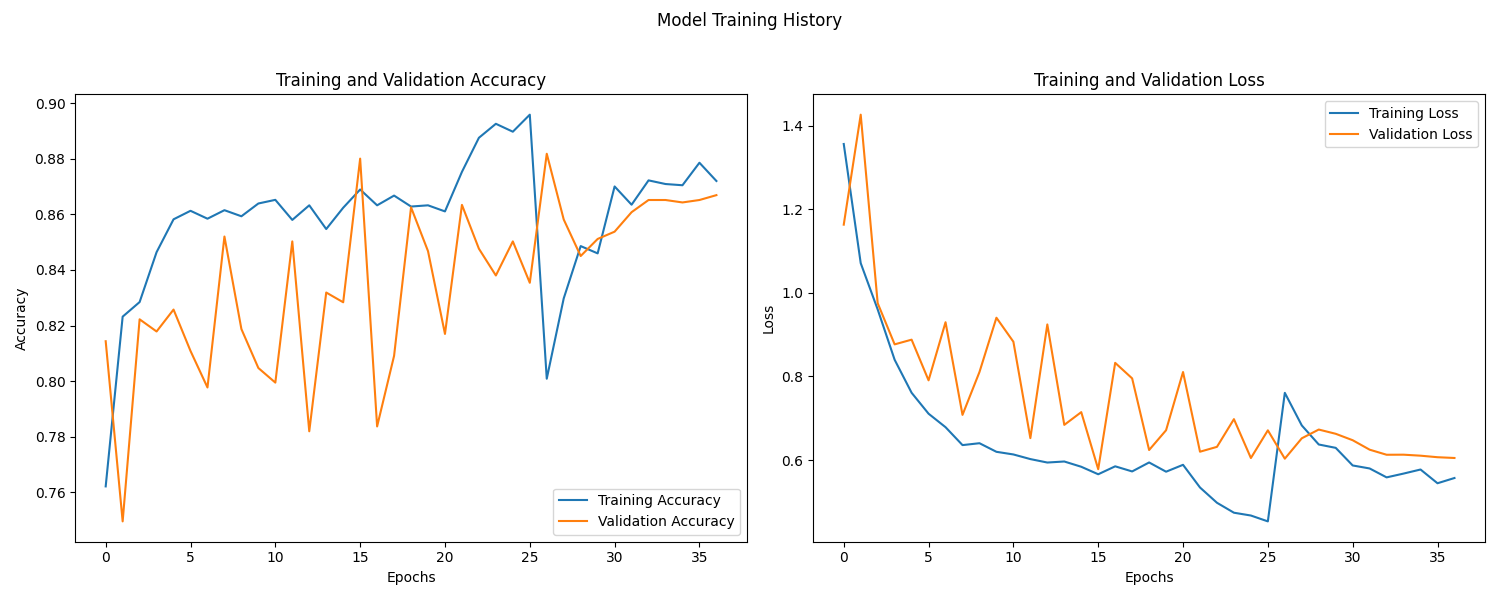 Model Training History
Training and Validation Accuracy
0.90
0.88
0.86
0.84
0.82
0.80
0.78
0.76
Accuracy
Training Accuracy
Validation Accuracy
0 5 10 15 20 25 30 35
Epochs
Training and Validation Loss
1.4
1.2
1.0
0.8
0.6
Loss
Training Loss
Validation Loss
0 5 10 15 20 25 30 35
Epochs